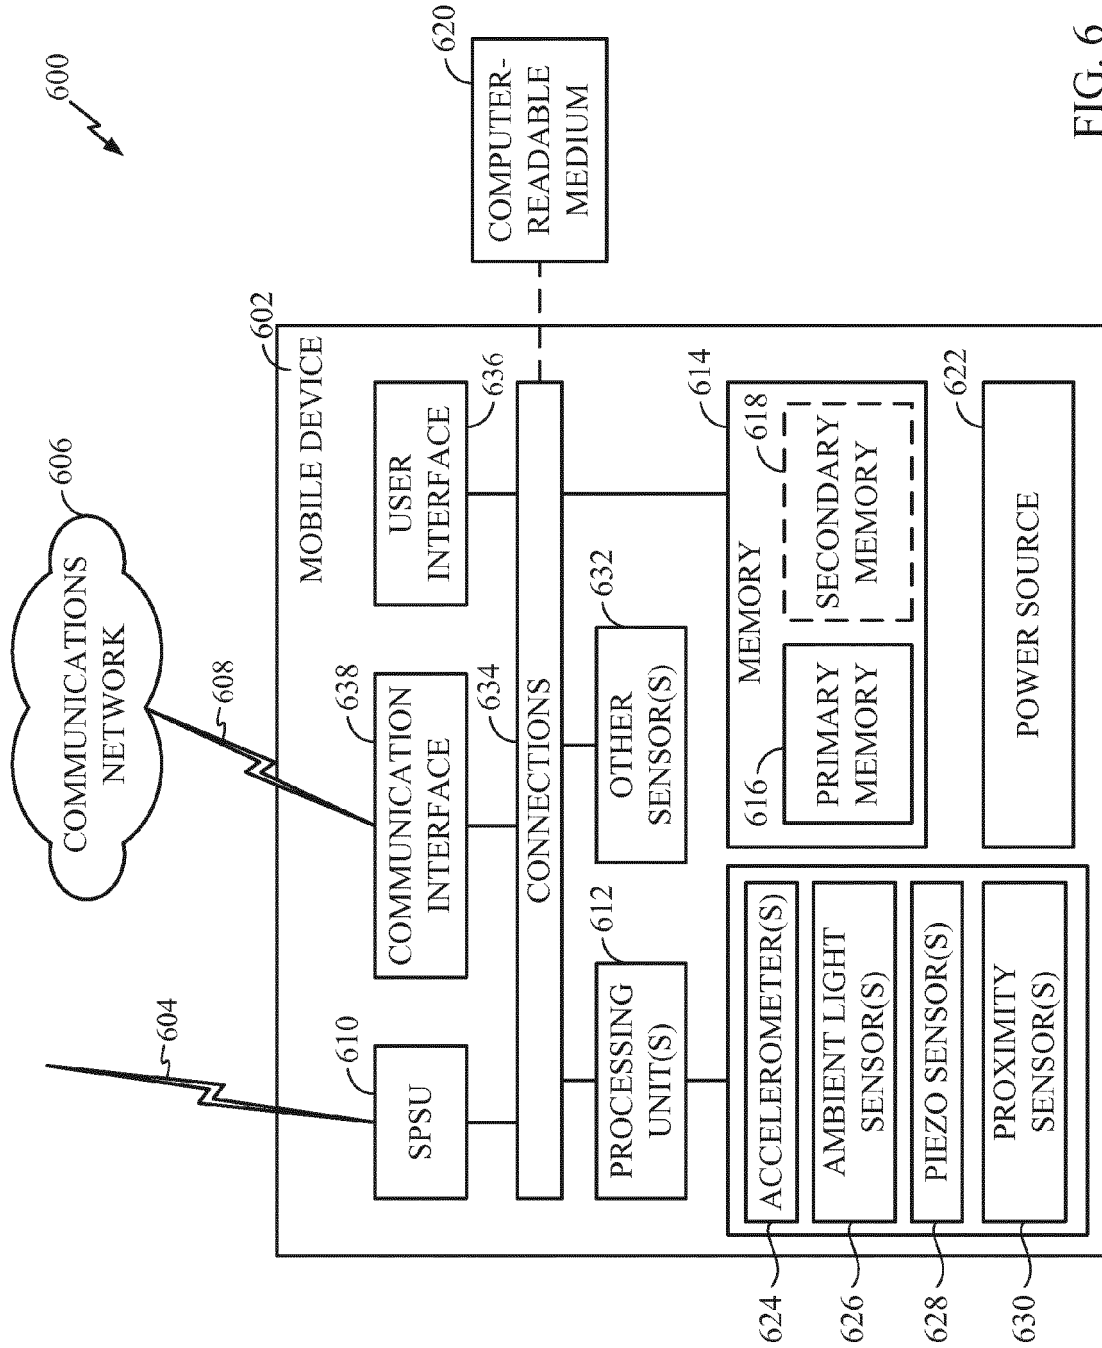 600
COMMUNICATIONS
NETWORK
606
604
608
602
MOBILE DEVICE
610
SPSU
638
COMMUNICATION
INTERFACE
636
USER
INTERFACE
620
COMPUTER-
READABLE
MEDIUM
634
CONNECTIONS
612
PROCESSING
UNIT(S)
632
OTHER
SENSOR(S)
614
MEMORY
616
PRIMARY
MEMORY
618
SECONDARY
MEMORY
624
ACCELEROMETER(S)
626
AMBIENT LIGHT
SENSOR(S)
628
PIEZO SENSOR(S)
630
PROXIMITY
SENSOR(S)
622
POWER SOURCE
FIG. 6